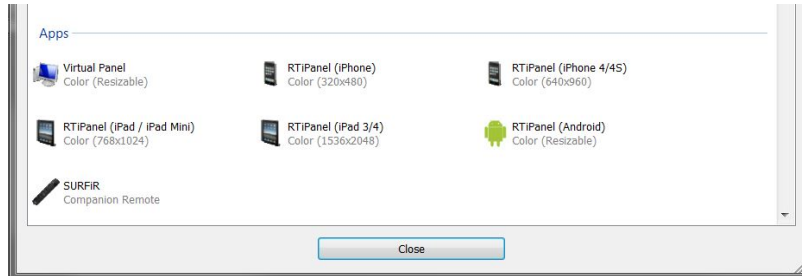 Apps
Virtual Panel
Color (Resizable)
RTiPanel (iPhone)
Color (320x480)
RTiPanel (iPhone 4/4S)
Color (640x960)
RTiPanel (iPad / iPad Mini)
Color (768x1024)
RTiPanel (iPad 3/4)
Color (1536x2048)
RTiPanel (Android)
Color (Resizable)
SURFiR
Companion Remote
Close